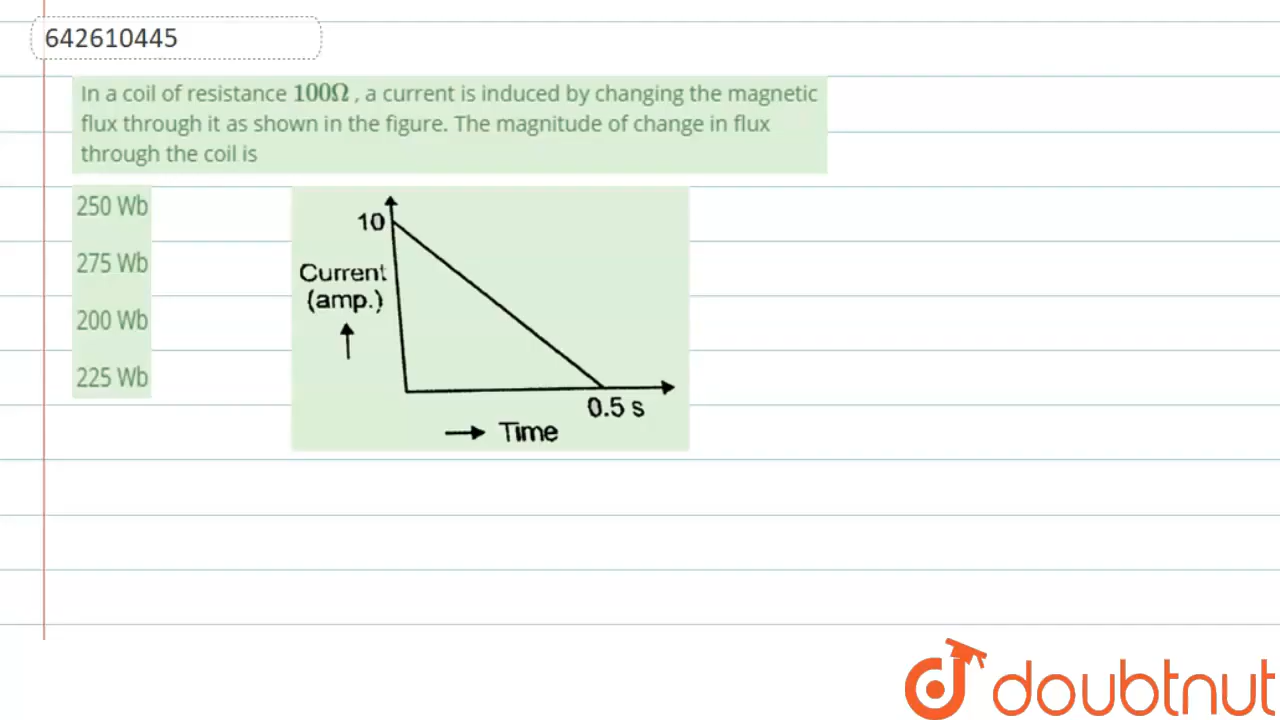 642610445
In a coil of resistance 100Ω , a current is induced by changing the magnetic
flux through it as shown in the figure. The magnitude of change in flux
through the coil is
250 Wb
275 Wb
200 Wb
225 Wb
10
Current
(amp.)
0.5 s
Time
doubtnut